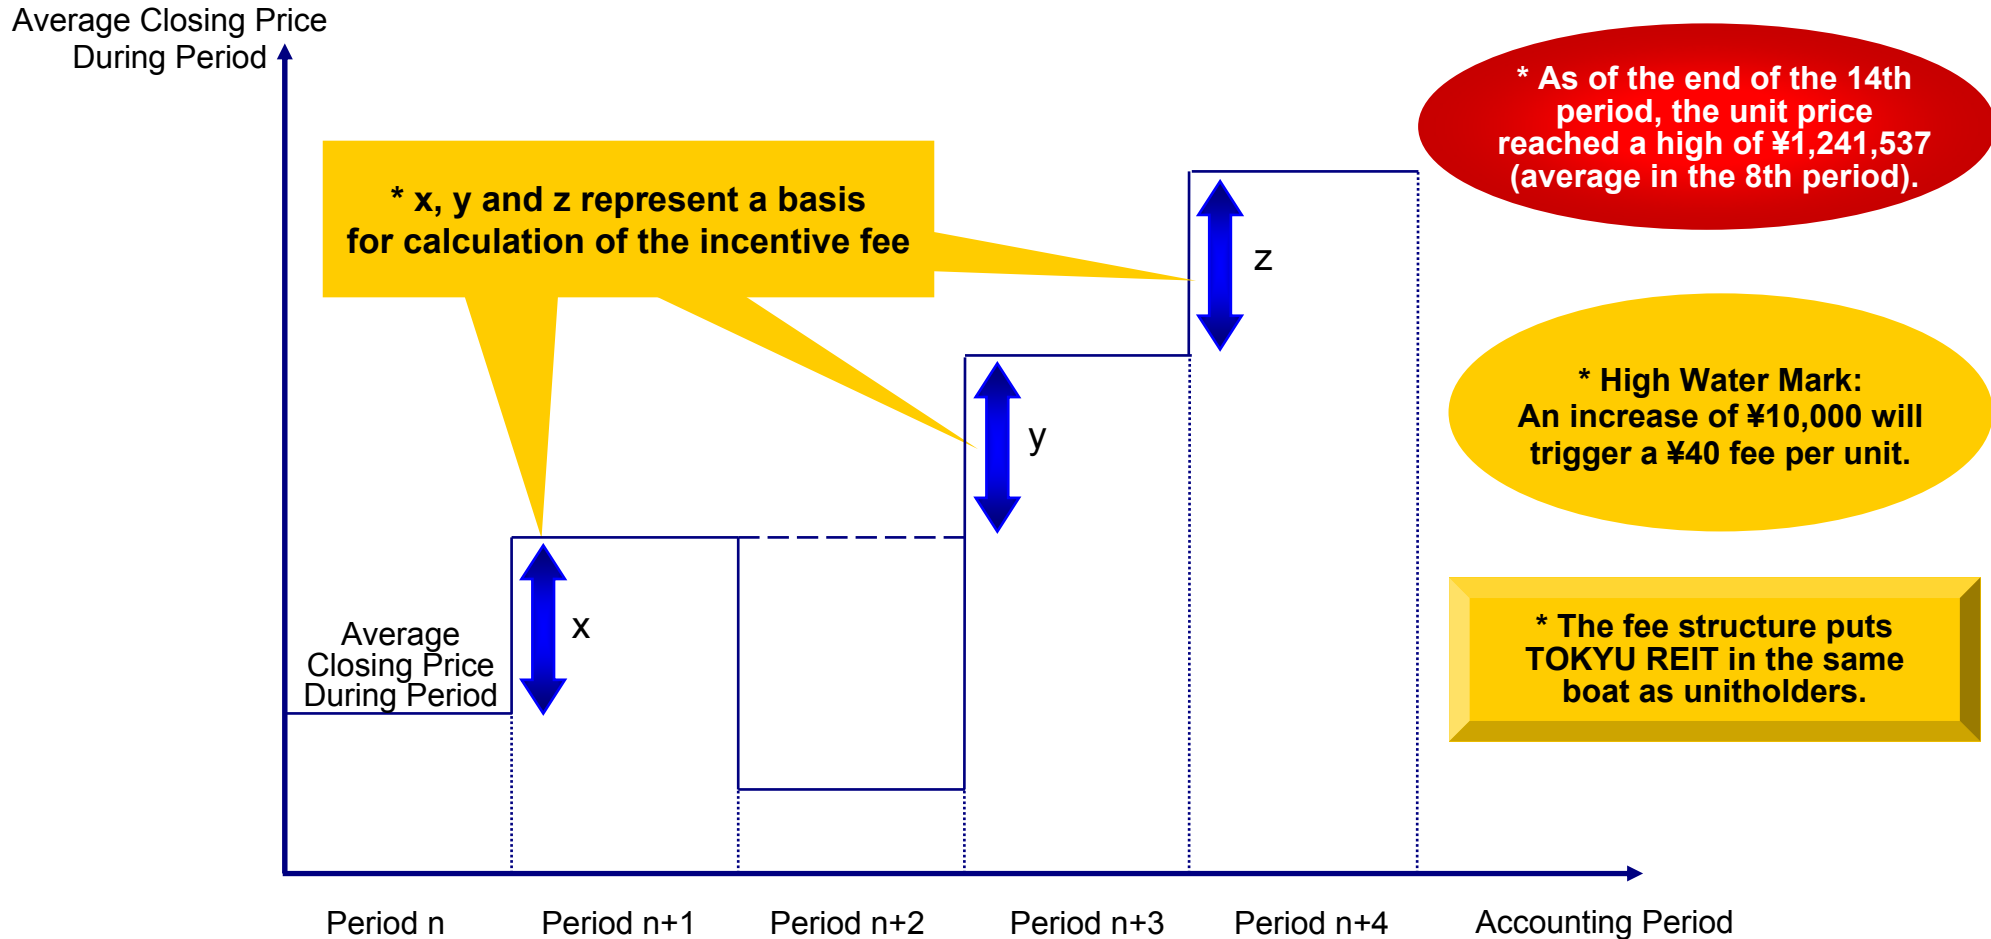 Average Closing Price
During Period
* x, y and z represent a basis
for calculation of the incentive fee
* As of the end of the 14th
period, the unit price
reached a high of ¥1,241,537
(average in the 8th period).
z
* High Water Mark:
An increase of ¥10,000 will
trigger a ¥40 fee per unit.
y
x
Average
Closing Price
During Period
* The fee structure puts
TOKYU REIT in the same
boat as unitholders.
Period n
Period n+1
Period n+2
Period n+3
Period n+4
Accounting Period